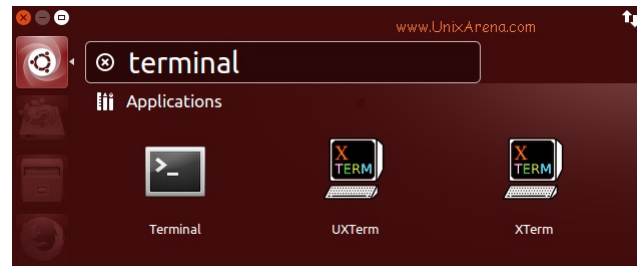 www.UnixArena.com
terminal
Applications
>_
X
TERM
X
TERM
Terminal
UXTerm
XTerm